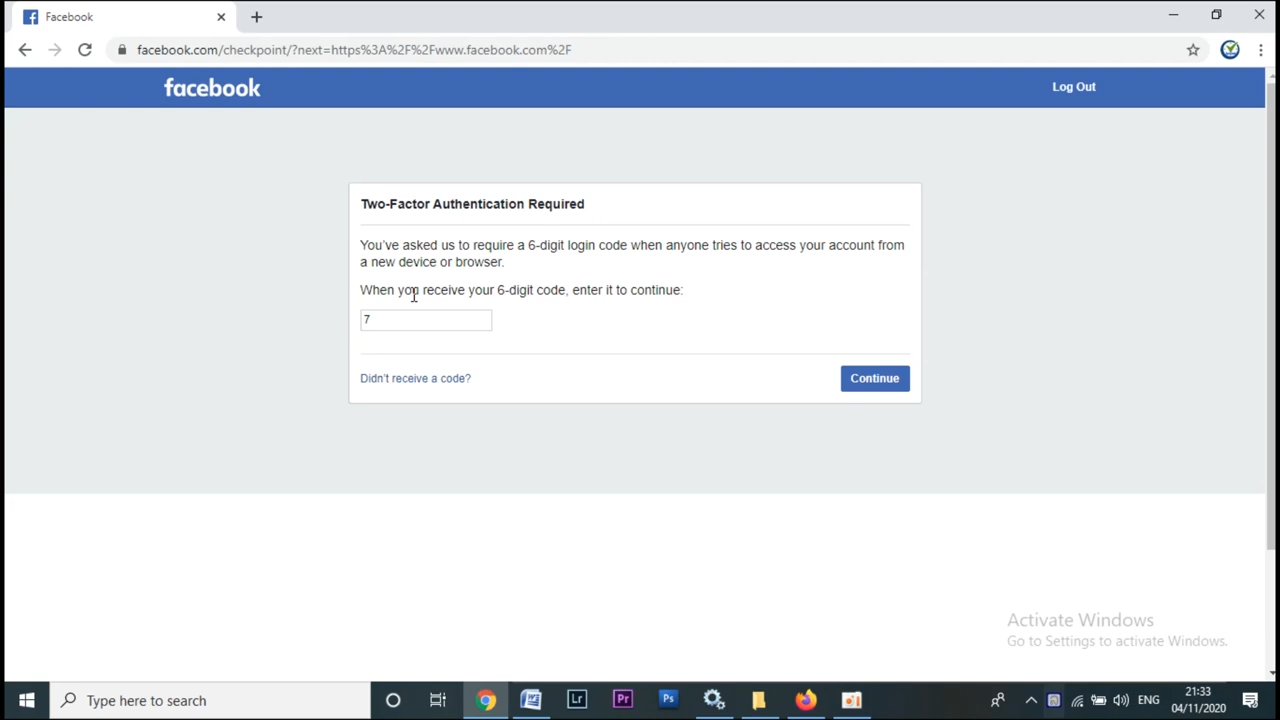 Facebook
facebook.com/checkpoint/?next=https%3A%2F%2Fwww.facebook.com%2F
facebook
Log Out
Two-Factor Authentication Required
You've asked us to require a 6-digit login code when anyone tries to access your account from
a new device or browser.
When you receive your 6-digit code, enter it to continue:
7
Didn't receive a code?
Continue
Activate Windows
Go to Settings to activate Windows.
Type here to search
Lr
Pr
Ps
ENG
21:33
04/11/2020